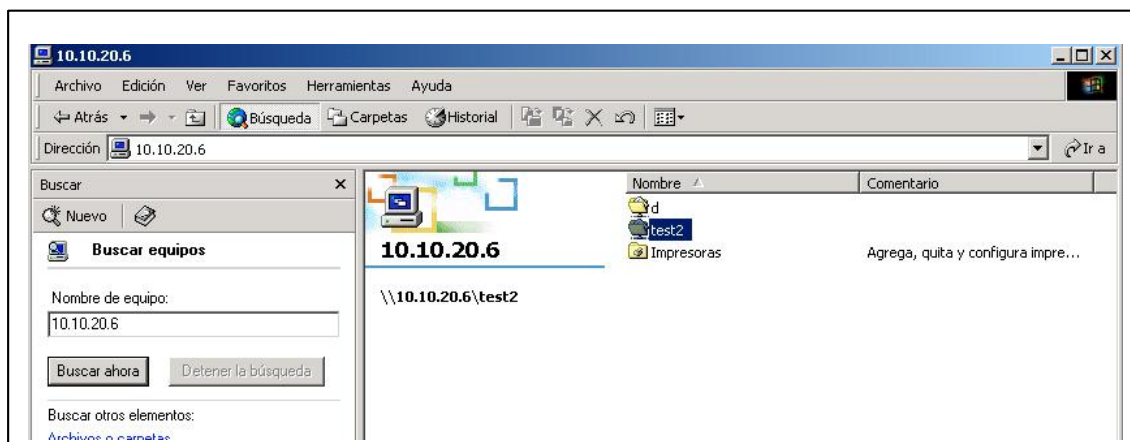 10.10.20.6
Archivo Edición Ver Favoritos Herramientas Ayuda
Atrás Búsqueda Carpetas Historial
Dirección 10.10.20.6 Ir a
Buscar
Nuevo
Buscar equipos
Nombre de equipo:
10.10.20.6
Buscar ahora Detener la búsqueda
Buscar otros elementos:
Archivos o carpetas
10.10.20.6
\\10.10.20.6\test2
Nombre Comentario
d
test2
Impresoras Agrega, quita y configura impre...